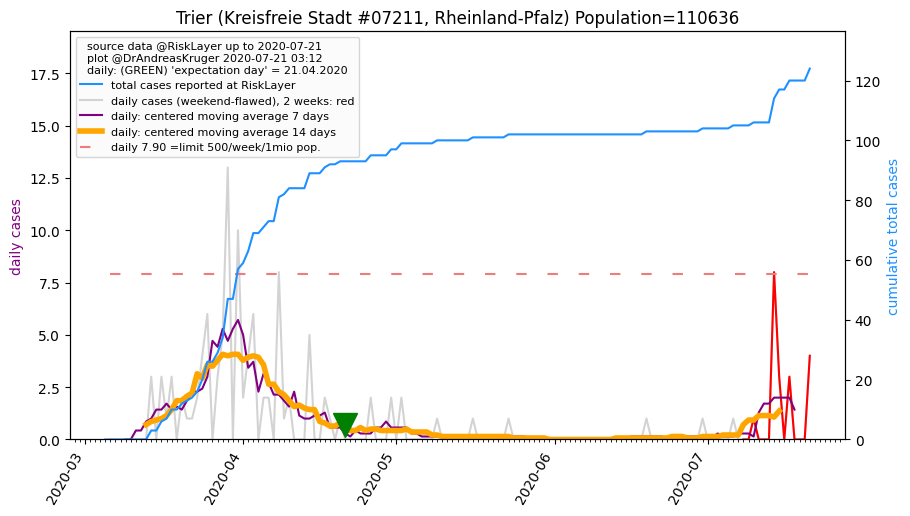 Trier (Kreisfreie Stadt #07211, Rheinland-Pfalz) Population=110636
source data @RiskLayer up to 2020-07-21
plot @DrAndreasKruger 2020-07-21 03:12
daily: (GREEN) 'expectation day' = 21.04.2020
total cases reported at RiskLayer
daily cases (weekend-flawed), 2 weeks: red
daily: centered moving average 7 days
daily: centered moving average 14 days
daily 7.90 =limit 500/week/1mio pop.
daily cases
17.5
15.0
12.5
10.0
7.5
5.0
2.5
0.0
120
100
80
60
40
20
0
cumulative total cases
2020-03
2020-04
2020-05
2020-06
2020-07